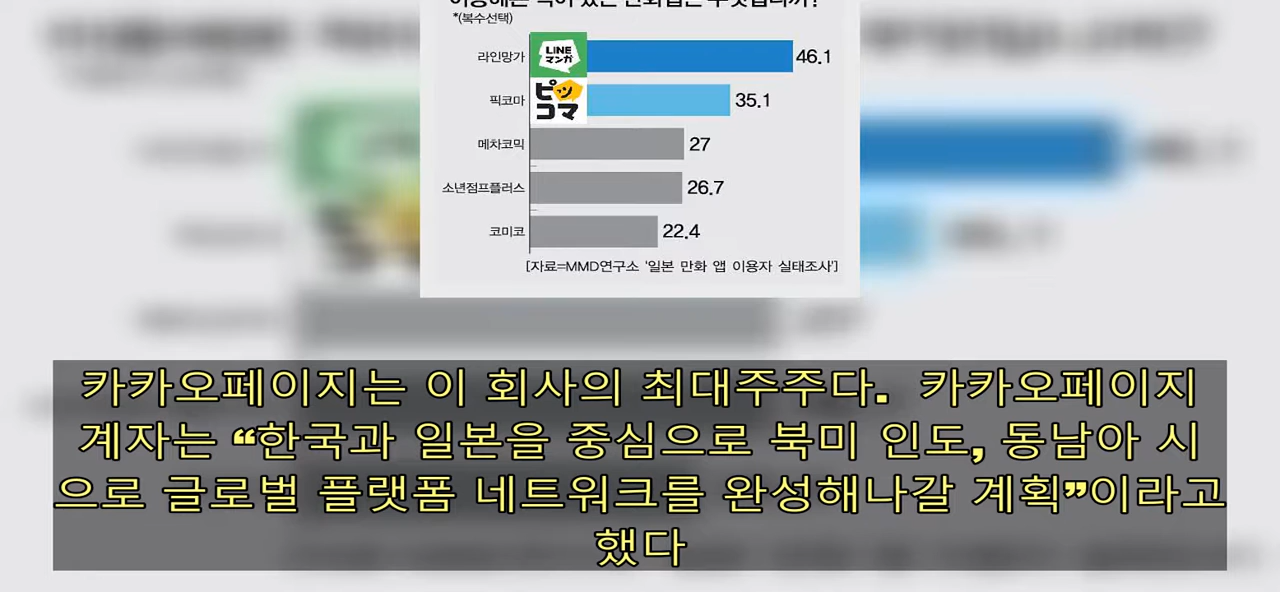 *(복수선택)
라인망가
LINE
マンガ
46.1
픽코마
ピッ
コマ
35.1
메챠코믹
27
소년점프플러스
26.7
코미코
22.4
[자료=MMD연구소 '일본 만화 앱 이용자 실태조사']
카카오페이지는 이 회사의 최대주주다. 카카오페이지
계자는 “한국과 일본을 중심으로 북미 인도, 동남아 시
으로 글로벌 플랫폼 네트워크를 완성해나갈 계획”이라고
했다